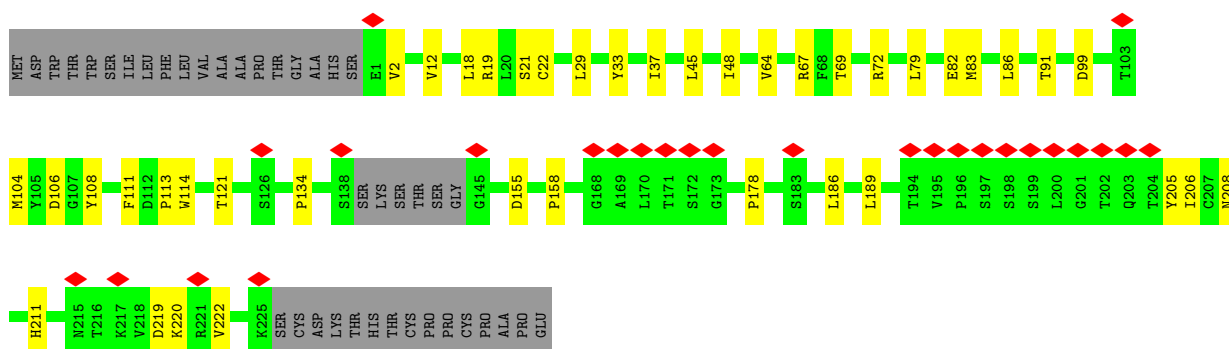 MET ASP TRP THR TRP SER ILE LEU PHE LEU VAL ALA ALA PRO THR GLY ALA HIS SER E1 V2 V12 L18 R19 L20 S21 C22 L29 Y33 I37 L45 I48 V64 R67 F68 T69 R72 L79 E82 M83 L86 T91 D99 T103
M104 Y105 D106 G107 Y108 F111 D112 P113 W114 T121 S126 P134 S138 SER LYS SER THR SER GLY G145 D155 P158 G168 A169 L170 T171 S172 G173 P178 S183 L186 L189 T194 V195 P196 S197 S198 S199 L200 G201 T202 Q203 T204 Y205 I206 C207 N208
H211 N215 T216 K217 V218 D219 K220 R221 V222 K225 SER CYS ASP LYS THR HIS THR CYS PRO PRO CYS PRO ALA PRO GLU